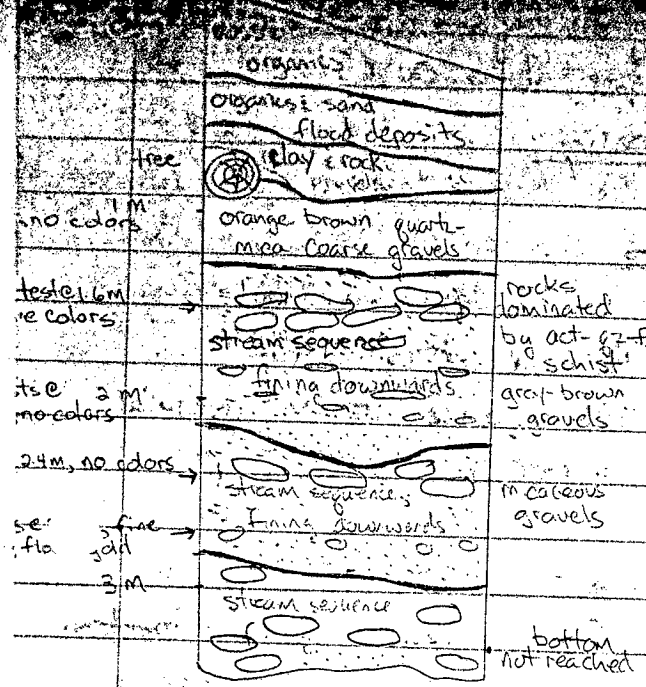 organics
organics & sand
flood deposits
tree
clay & rock
1 M
no colors
orange brown quartz-
mica coarse gravels
test @ 1.6m
colors
rocks
dominated
by act-qz-f
schist
stream sequence
fining downwards
2 M
no colors
gray-brown
gravels
2.4m, no colors
stream sequence,
fining downwards
micaceous
gravels
fine
gold
3 M
stream sequence
bottom
not reached